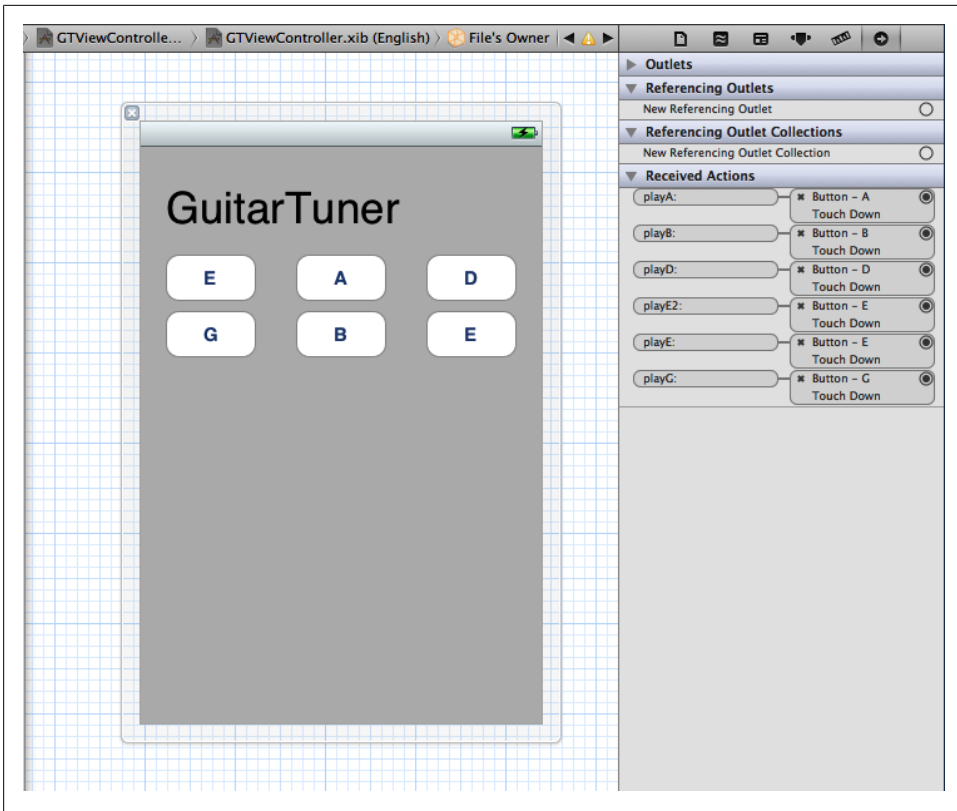 GTViewControlle... 〉 GTViewController.xib (English) 〉 File's Owner
GuitarTuner
E A D
G B E
Outlets
Referencing Outlets
New Referencing Outlet
Referencing Outlet Collections
New Referencing Outlet Collection
Received Actions
playA: Button – A
Touch Down
playB: Button – B
Touch Down
playD: Button – D
Touch Down
playE2: Button – E
Touch Down
playE: Button – E
Touch Down
playG: Button – G
Touch Down